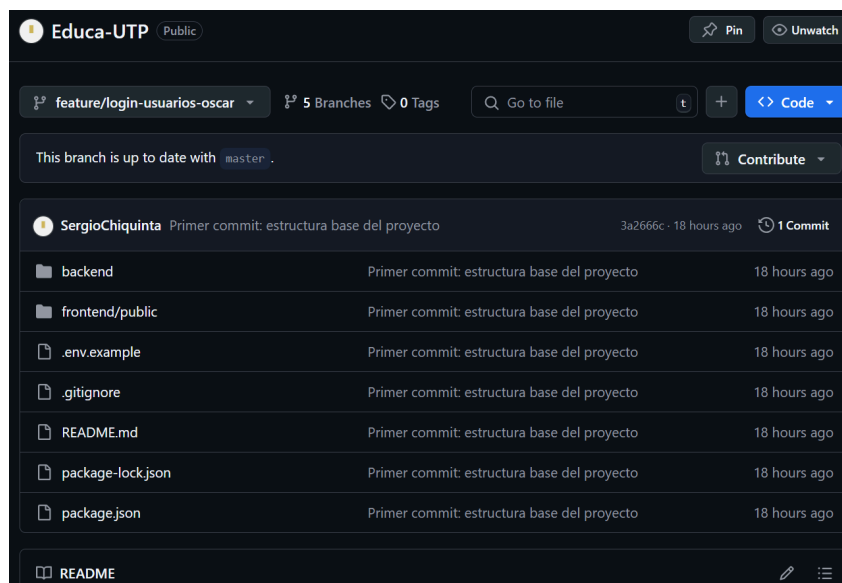 Educa-UTP Public Pin Unwatch
feature/login-usuarios-oscar 5 Branches 0 Tags Go to file t Code
This branch is up to date with master . Contribute
SergioChiquinta Primer commit: estructura base del proyecto 3a2666c · 18 hours ago 1 Commit
backend Primer commit: estructura base del proyecto 18 hours ago
frontend/public Primer commit: estructura base del proyecto 18 hours ago
.env.example Primer commit: estructura base del proyecto 18 hours ago
.gitignore Primer commit: estructura base del proyecto 18 hours ago
README.md Primer commit: estructura base del proyecto 18 hours ago
package-lock.json Primer commit: estructura base del proyecto 18 hours ago
package.json Primer commit: estructura base del proyecto 18 hours ago
README